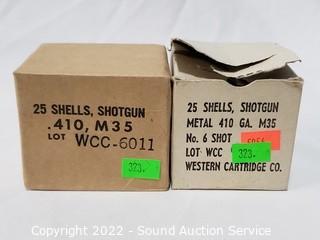 25 SHELLS, SHOTGUN
.410, M35
LOT WCC-6011
323.
25 SHELLS, SHOTGUN
METAL 410 GA. M35
No. 6 SHOT
LOT WCC
323.
WESTERN CARTRIDGE CO.
Copyright - 2022 - Sound Auction Service